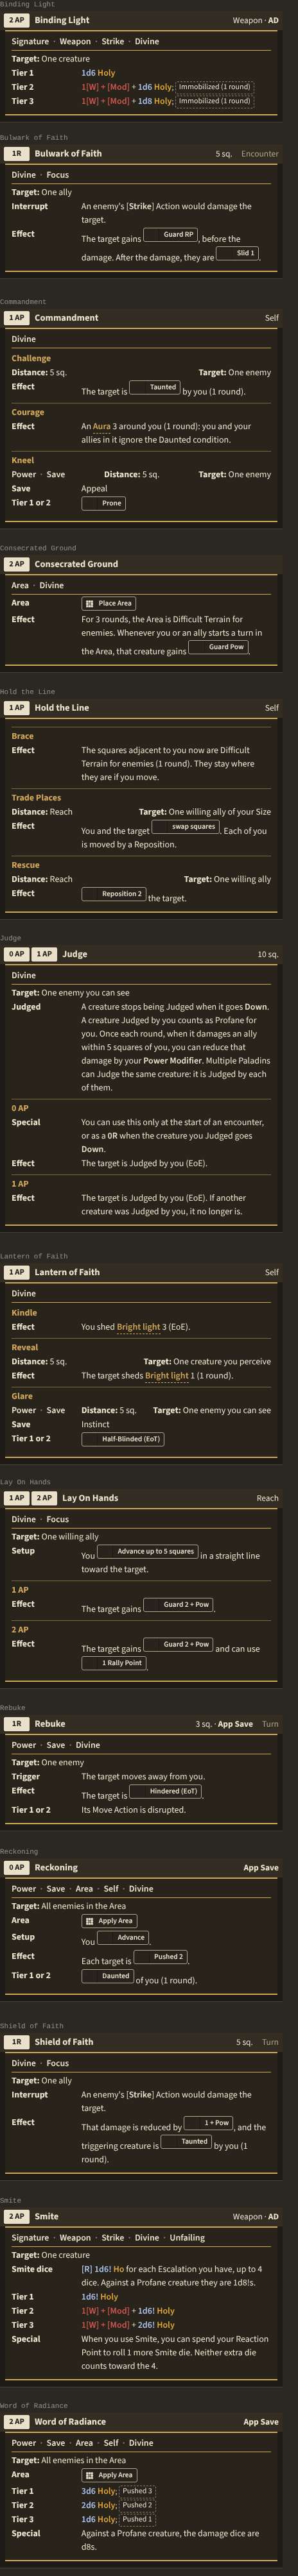 Binding Light
2 AP Binding Light Weapon · AD
Signature · Weapon · Strike · Divine
Target: One creature
Tier 1 1d6 Holy
Tier 2 1[W] + [Mod] + 1d6 Holy; Immobilized (1 round)
Tier 3 1[W] + [Mod] + 1d8 Holy; Immobilized (1 round)
Bulwark of Faith
1R Bulwark of Faith 5 sq. Encounter
Divine · Focus
Target: One ally
Interrupt An enemy's [Strike] Action would damage the
target.
Effect The target gains Guard RP, before the
damage. After the damage, they are Slid 1.
Commandment
1 AP Commandment Self
Divine
Challenge
Distance: 5 sq. Target: One enemy
Effect The target is Taunted by you (1 round).
Courage
Effect An Aura 3 around you (1 round): you and your
allies in it ignore the Daunted condition.
Kneel
Power · Save Distance: 5 sq. Target: One enemy
Save Appeal
Tier 1 or 2 Prone
Consecrated Ground
2 AP Consecrated Ground
Area · Divine
Area Place Area
Effect For 3 rounds, the Area is Difficult Terrain for
enemies. Whenever you or an ally starts a turn in
the Area, that creature gains Guard Pow.
Hold the Line
1 AP Hold the Line Self
Brace
Effect The squares adjacent to you now are Difficult
Terrain for enemies (1 round). They stay where
they are if you move.
Trade Places
Distance: Reach Target: One willing ally of your Size
Effect You and the target swap squares. Each of you
is moved by a Reposition.
Rescue
Distance: Reach Target: One willing ally
Effect Reposition 2 the target.
Judge
0 AP 1 AP Judge 10 sq.
Divine
Target: One enemy you can see
Judged A creature stops being Judged when it goes Down.
A creature Judged by you counts as Profane for
you. Once each round, when it damages an ally
within 5 squares of you, you can reduce that
damage by your Power Modifier. Multiple Paladins
can Judge the same creature: it is Judged by each
of them.
0 AP
Special You can use this only at the start of an encounter,
or as a 0R when the creature you Judged goes
Down.
Effect The target is Judged by you (EoE).
1 AP
Effect The target is Judged by you (EoE). If another
creature was Judged by you, it no longer is.
Lantern of Faith
1 AP Lantern of Faith Self
Divine
Kindle
Effect You shed Bright light 3 (EoE).
Reveal
Distance: 5 sq. Target: One creature you perceive
Effect The target sheds Bright light 1 (1 round).
Glare
Power · Save Distance: 5 sq. Target: One enemy you can see
Save Instinct
Tier 1 or 2 Half-Blinded (EoT)
Lay On Hands
1 AP 2 AP Lay On Hands Reach
Divine · Focus
Target: One willing ally
Setup You Advance up to 5 squares in a straight line
toward the target.
1 AP
Effect The target gains Guard 2 + Pow.
2 AP
Effect The target gains Guard 2 + Pow and can use
1 Rally Point.
Rebuke
1R Rebuke 3 sq. · App Save Turn
Power · Save · Divine
Target: One enemy
Trigger The target moves away from you.
Effect The target is Hindered (EoT).
Tier 1 or 2 Its Move Action is disrupted.
Reckoning
0 AP Reckoning App Save
Power · Save · Area · Self · Divine
Target: All enemies in the Area
Area Apply Area
Setup You Advance.
Effect Each target is Pushed 2.
Tier 1 or 2 Daunted of you (1 round).
Shield of Faith
1R Shield of Faith 5 sq. Turn
Divine · Focus
Target: One ally
Interrupt An enemy's [Strike] Action would damage the
target.
Effect That damage is reduced by 1 + Pow, and the
triggering creature is Taunted by you (1
round).
Smite
2 AP Smite Weapon · AD
Signature · Weapon · Strike · Divine · Unfailing
Target: One creature
Smite dice [R] 1d6! Ho for each Escalation you have, up to 4
dice. Against a Profane creature they are 1d8!s.
Tier 1 1d6! Holy
Tier 2 1[W] + [Mod] + 1d6! Holy
Tier 3 1[W] + [Mod] + 2d6! Holy
Special When you use Smite, you can spend your Reaction
Point to roll 1 more Smite die. Neither extra die
counts toward the 4.
Word of Radiance
2 AP Word of Radiance App Save
Power · Save · Area · Self · Divine
Target: All enemies in the Area
Area Apply Area
Tier 1 3d6 Holy; Pushed 3
Tier 2 2d6 Holy; Pushed 2
Tier 3 1d6 Holy; Pushed 1
Special Against a Profane creature, the damage dice are
d8s.